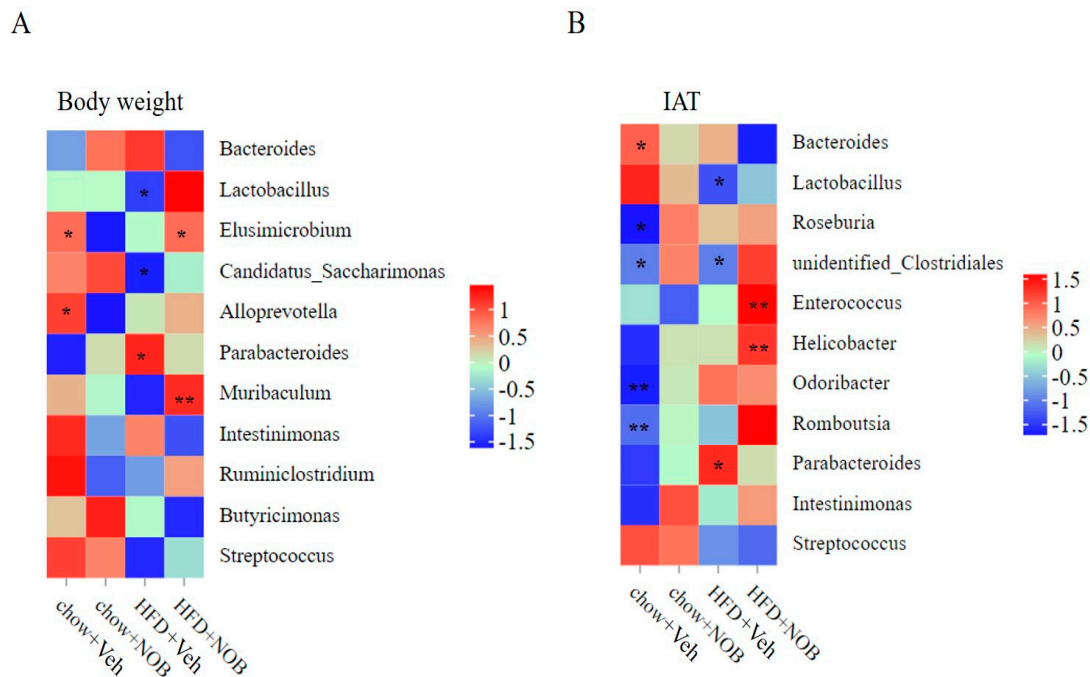 A
Body weight
Bacteroides
Lactobacillus
*
Elusimicrobium
*
*
Candidatus_Saccharimonas
*
Alloprevotella
*
Parabacteroides
*
Muribaculum
**
Intestinimonas
Ruminiclostridium
Butyricimonas
Streptococcus
1
0.5
0
-0.5
-1
-1.5
chow+Veh
chow+NOB
HFD+Veh
HFD+NOB
B
IAT
*
Bacteroides
*
Lactobacillus
*
Roseburia
*
*
unidentified_Clostridiales
**
Enterococcus
**
Helicobacter
**
Odoribacter
**
Romboutsia
*
Parabacteroides
Intestinimonas
Streptococcus
1.5
1
0.5
0
-0.5
-1
-1.5
chow+Veh
chow+NOB
HFD+Veh
HFD+NOB